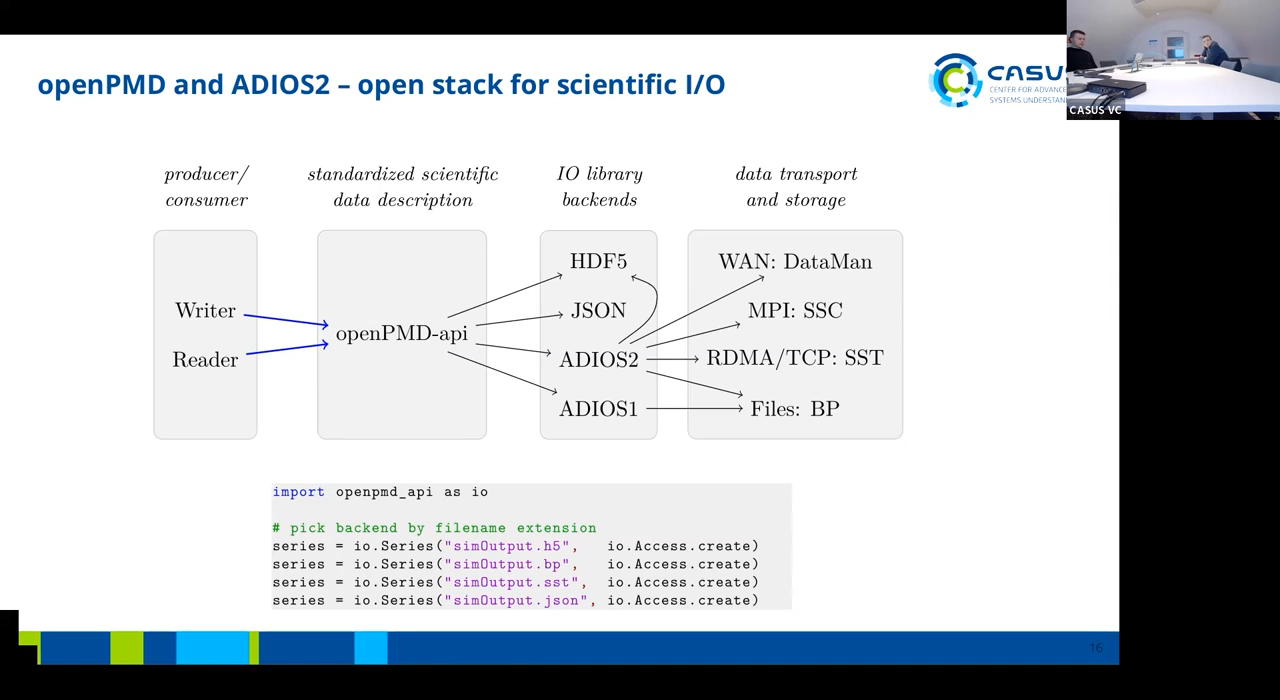 openPMD and ADIOS2 – open stack for scientific I/O
CASUS
CENTER FOR ADVANCE
SYSTEMS UNDERSTAN
CASUS VC
producer/
consumer
standardized scientific
data description
IO library
backends
data transport
and storage
Writer
Reader
openPMD-api
HDF5
JSON
ADIOS2
ADIOS1
WAN: DataMan
MPI: SSC
RDMA/TCP: SST
Files: BP
import openpmd_api as io
# pick backend by filename extension
series = io.Series("simOutput.h5", io.Access.create)
series = io.Series("simOutput.bp", io.Access.create)
series = io.Series("simOutput.sst", io.Access.create)
series = io.Series("simOutput.json", io.Access.create)
16